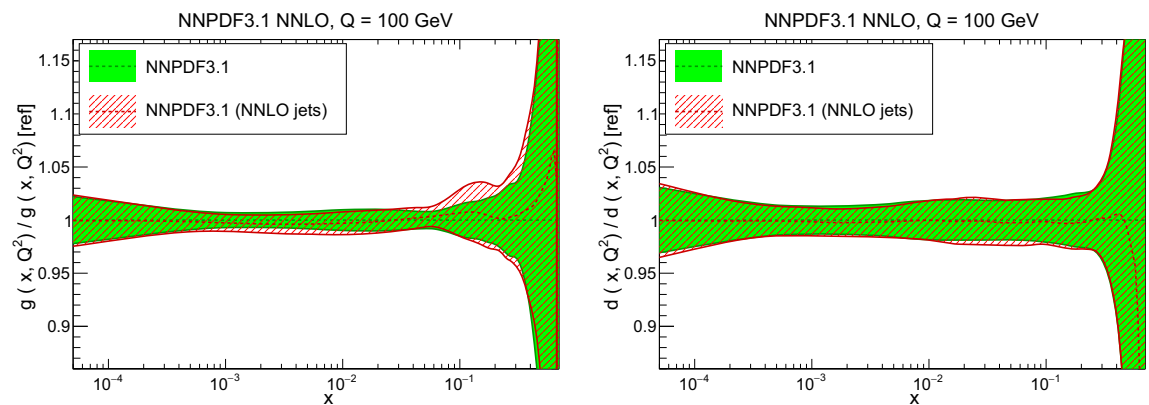 NNPDF3.1 NNLO, Q = 100 GeV
g ( x, Q²) / g ( x, Q²) [ref]
1.15
1.1
1.05
1
0.95
0.9
NNPDF3.1
NNPDF3.1 (NNLO jets)
10⁻⁴ 10⁻³ 10⁻² 10⁻¹
x
NNPDF3.1 NNLO, Q = 100 GeV
d ( x, Q²) / d ( x, Q²) [ref]
1.15
1.1
1.05
1
0.95
0.9
NNPDF3.1
NNPDF3.1 (NNLO jets)
10⁻⁴ 10⁻³ 10⁻² 10⁻¹
x